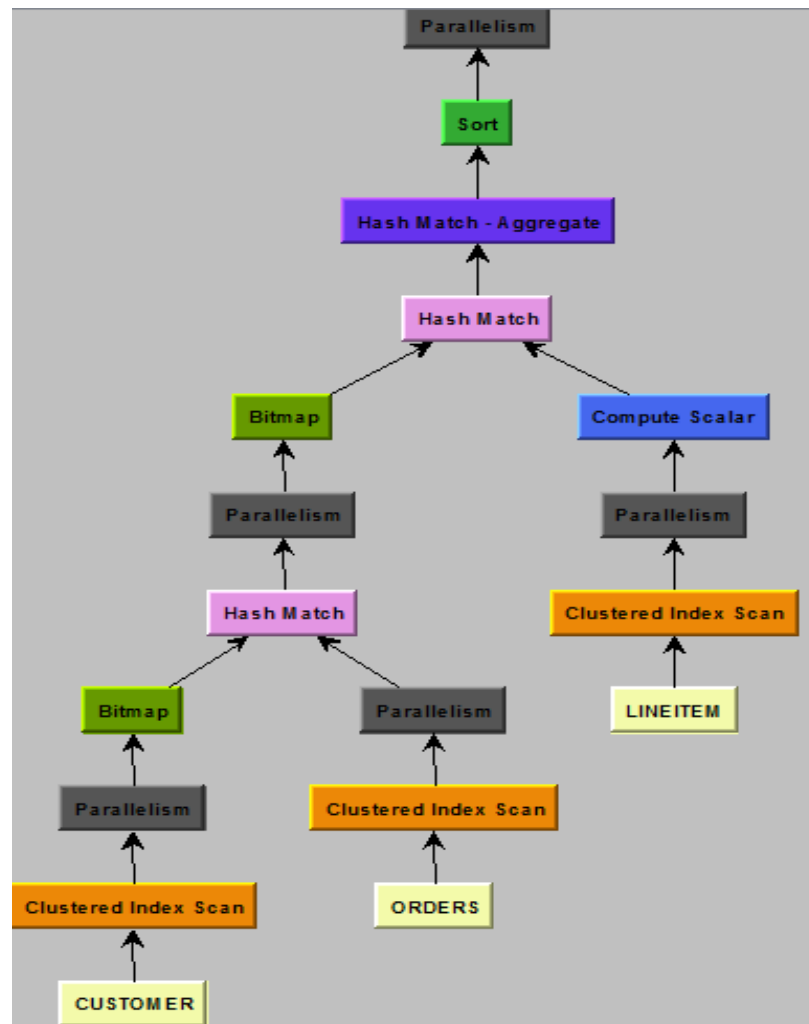 Parallelism
Sort
Hash Match - Aggregate
Hash Match
Bitmap
Compute Scalar
Parallelism
Parallelism
Hash Match
Clustered Index Scan
Bitmap
Parallelism
LINEITEM
Parallelism
Clustered Index Scan
Clustered Index Scan
ORDERS
CUSTOMER